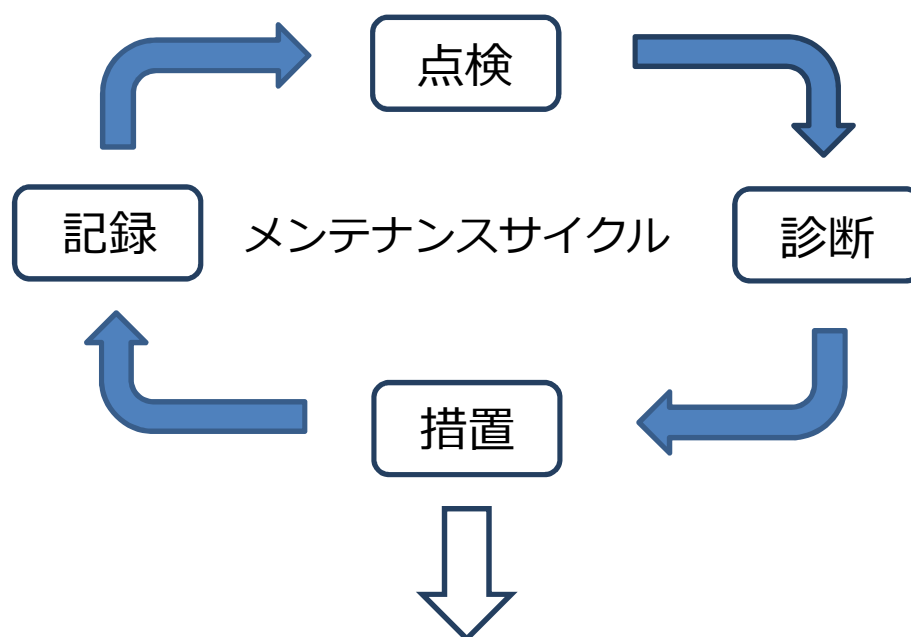 点検
記録
メンテナンスサイクル
診断
措置